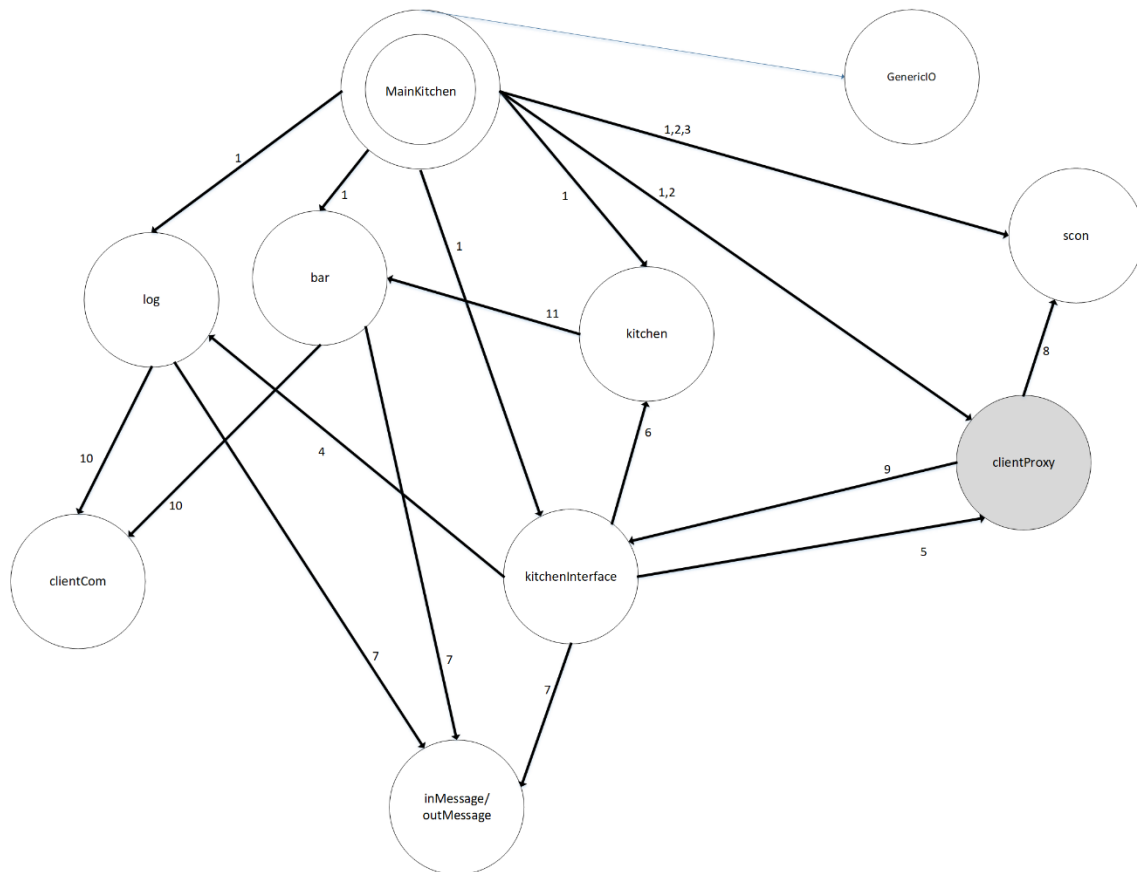 MainKitchen
GenericIO
1,2,3
1
1
1
1,2
1
scon
bar
log
11
kitchen
8
6
4
9
clientProxy
10
10
5
clientCom
kitchenInterface
7
7
7
inMessage/
outMessage